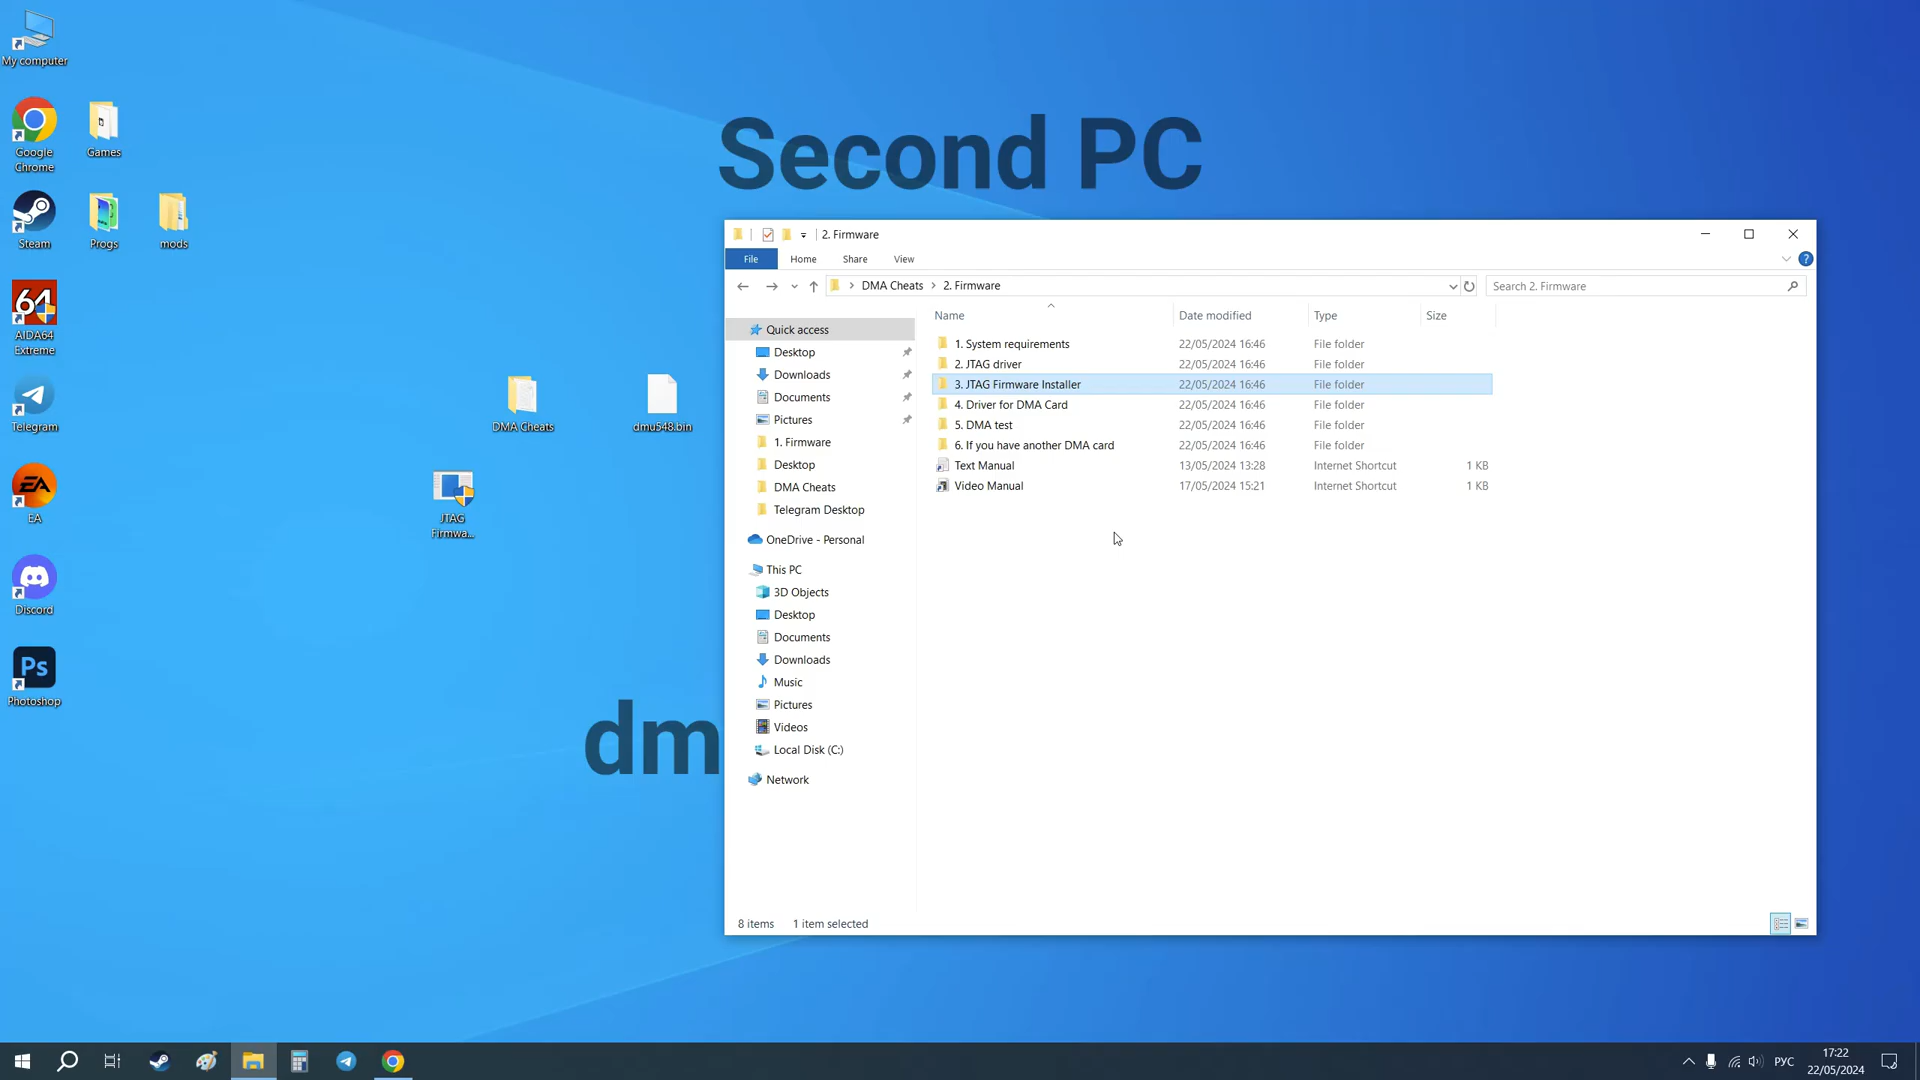 My computer
Google
Chrome
Games
Steam
Progs
mods
64
AIDA64
Extreme
Telegram
EA
EA
Discord
Ps
Photoshop
DMA Cheats
dmu548.bin
JTAG
Firmwa...
Second PC
dm
2. Firmware
File Home Share View
DMA Cheats > 2. Firmware
Search 2. Firmware
Name Date modified Type Size
Quick access
Desktop
Downloads
Documents
Pictures
1. Firmware
Desktop
DMA Cheats
Telegram Desktop
OneDrive - Personal
This PC
3D Objects
Desktop
Documents
Downloads
Music
Pictures
Videos
Local Disk (C:)
Network
1. System requirements 22/05/2024 16:46 File folder
2. JTAG driver 22/05/2024 16:46 File folder
3. JTAG Firmware Installer 22/05/2024 16:46 File folder
4. Driver for DMA Card 22/05/2024 16:46 File folder
5. DMA test 22/05/2024 16:46 File folder
6. If you have another DMA card 22/05/2024 16:46 File folder
Text Manual 13/05/2024 13:28 Internet Shortcut 1 KB
Video Manual 17/05/2024 15:21 Internet Shortcut 1 KB
8 items 1 item selected
РУС
17:22
22/05/2024